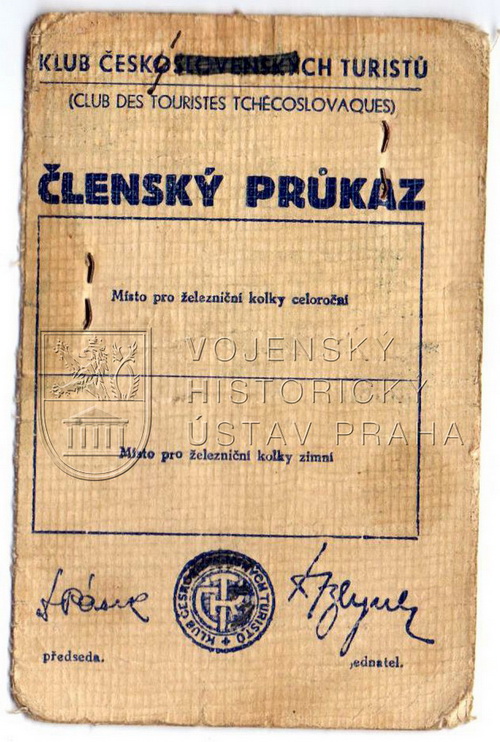 KLUB ČESKOSLOVENSKÝCH TURISTŮ
(CLUB DES TOURISTES TCHÉCOSLOVAQUES)
ČLENSKÝ PRŮKAZ
Místo pro železniční kolky celoroční
VOJENSKÝ
HISTORICKÝ
ÚSTAV PRAHA
Místo pro železniční kolky zimní
KLUB ČESKOSLOVENSKÝCH TURISTŮ
předseda.
jednatel.